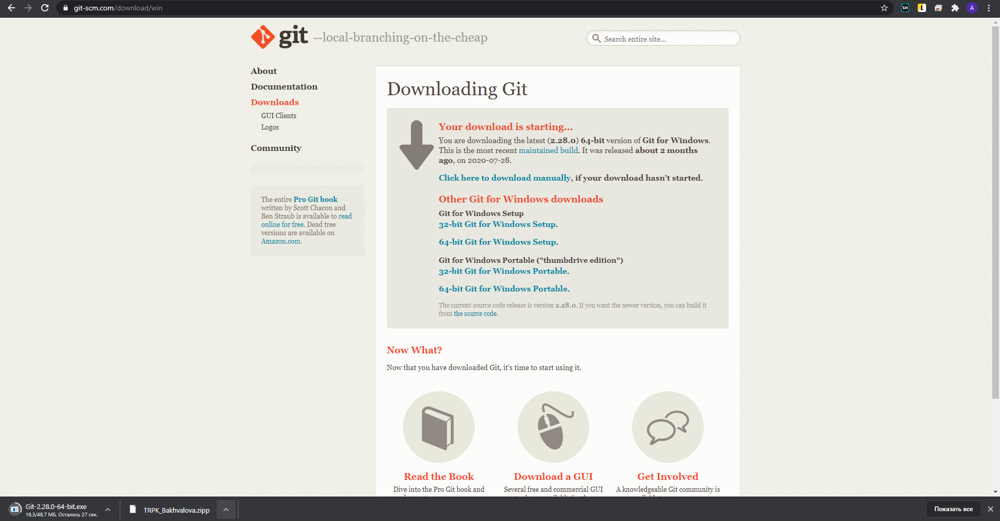 git-scm.com/download/win
git --local-branching-on-the-cheap
Search entire site...
About
Documentation
Downloads
GUI Clients
Logos
Community
The entire Pro Git book
written by Scott Chacon and
Ben Straub is available to read
online for free. Dead tree
versions are available on
Amazon.com.
Downloading Git
Your download is starting...
You are downloading the latest (2.28.0) 64-bit version of Git for Windows.
This is the most recent maintained build. It was released about 2 months
ago, on 2020-07-28.
Click here to download manually, if your download hasn't started.
Other Git for Windows downloads
Git for Windows Setup
32-bit Git for Windows Setup.
64-bit Git for Windows Setup.
Git for Windows Portable ("thumbdrive edition")
32-bit Git for Windows Portable.
64-bit Git for Windows Portable.
The current source code release is version 2.28.0. If you want the newer version, you can build it
from the source code.
Now What?
Now that you have downloaded Git, it's time to start using it.
Read the Book
Dive into the Pro Git book and
Download a GUI
Several free and commercial GUI
Get Involved
A knowledgeable Git community is
Git-2.28.0-64-bit.exe
16,3/48,7 МБ, Осталось 27 сек.
TRPK_Bakhvalova.zipp
Показать все